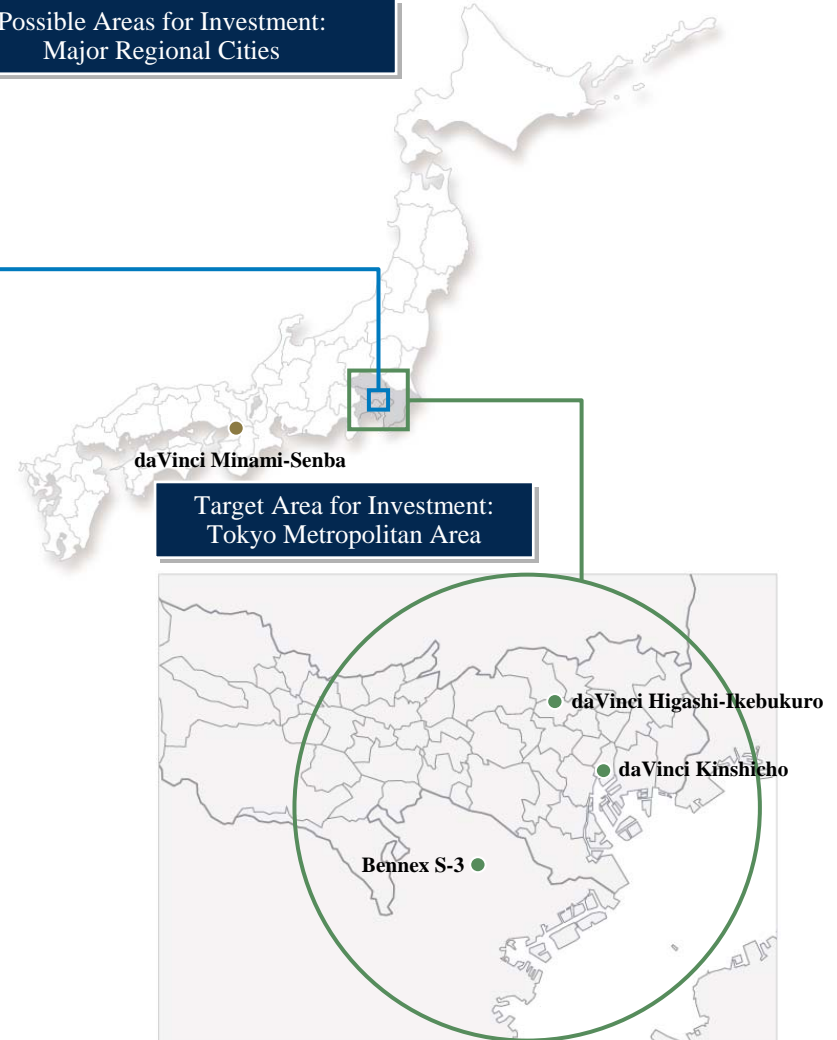 Possible Areas for Investment:
Major Regional Cities
daVinci Minami-Senba
Target Area for Investment:
Tokyo Metropolitan Area
daVinci Higashi-Ikebukuro
daVinci Kinshicho
Bennex S-3